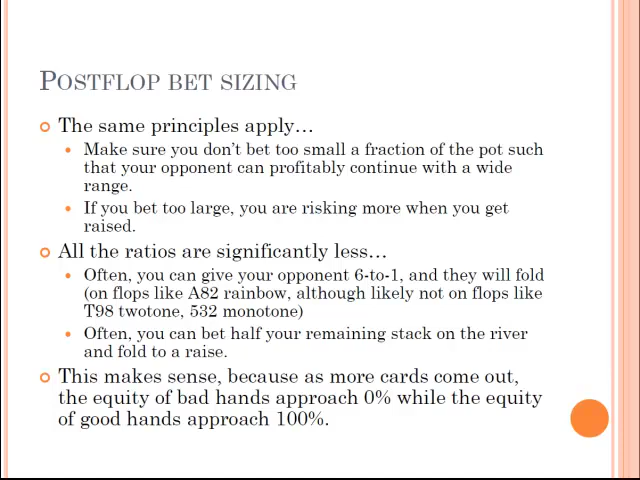 POSTFLOP BET SIZING
The same principles apply…
Make sure you don't bet too small a fraction of the pot such
that your opponent can profitably continue with a wide
range.
If you bet too large, you are risking more when you get
raised.
All the ratios are significantly less…
Often, you can give your opponent 6-to-1, and they will fold
(on flops like A82 rainbow, although likely not on flops like
T98 twotone, 532 monotone)
Often, you can bet half your remaining stack on the river
and fold to a raise.
This makes sense, because as more cards come out,
the equity of bad hands approach 0% while the equity
of good hands approach 100%.